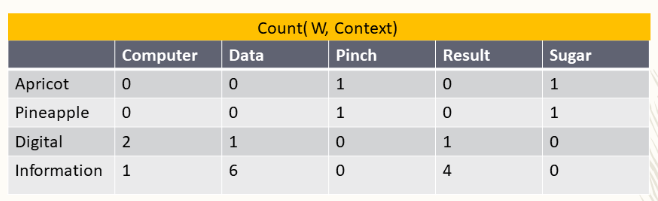 Count( W, Context)
Computer Data Pinch Result Sugar
Apricot 0 0 1 0 1
Pineapple 0 0 1 0 1
Digital 2 1 0 1 0
Information 1 6 0 4 0